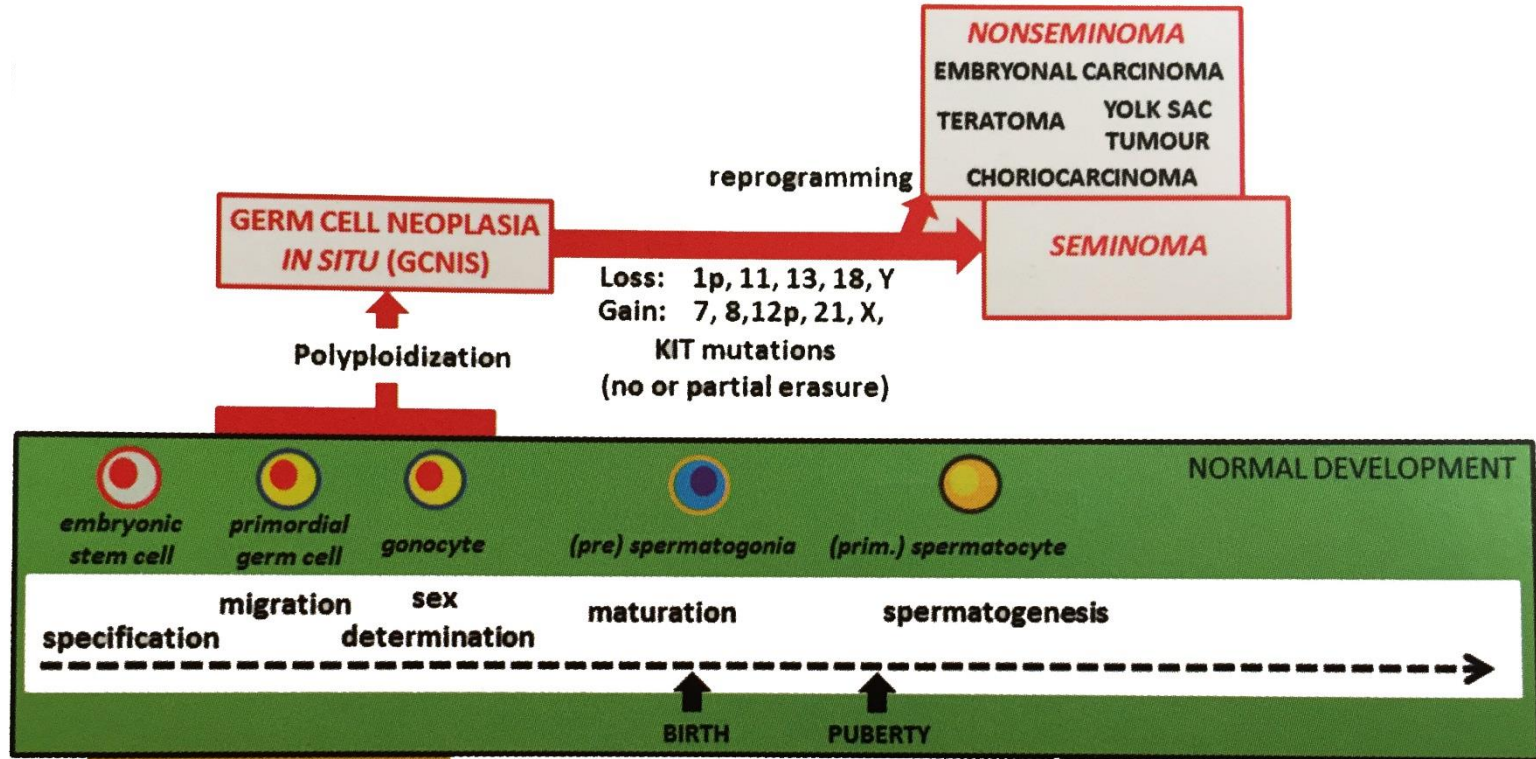 NONSEMINOMA
EMBRYONAL CARCINOMA
TERATOMA
YOLK SAC
TUMOUR
CHORIOCARCINOMA
reprogramming
SEMINOMA
GERM CELL NEOPLASIA
IN SITU (GCNIS)
Loss: 1p, 11, 13, 18, Y
Gain: 7, 8,12p, 21, X,
KIT mutations
(no or partial erasure)
Polyploidization
NORMAL DEVELOPMENT
embryonic
stem cell
primordial
germ cell
gonocyte
(pre) spermatogonia
(prim.) spermatocyte
specification
migration
sex
determination
maturation
spermatogenesis
BIRTH
PUBERTY